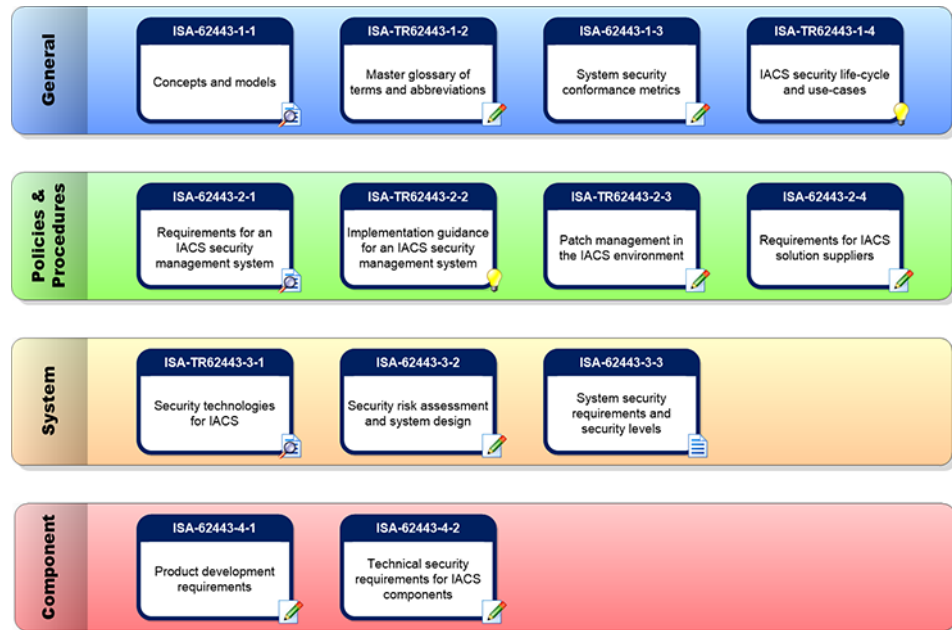 General
ISA-62443-1-1
Concepts and models
ISA-TR62443-1-2
Master glossary of
terms and abbreviations
ISA-62443-1-3
System security
conformance metrics
ISA-TR62443-1-4
IACS security life-cycle
and use-cases
Policies &
Procedures
ISA-62443-2-1
Requirements for an
IACS security
management system
ISA-TR62443-2-2
Implementation guidance
for an IACS security
management system
ISA-TR62443-2-3
Patch management in
the IACS environment
ISA-62443-2-4
Requirements for IACS
solution suppliers
System
ISA-TR62443-3-1
Security technologies
for IACS
ISA-62443-3-2
Security risk assessment
and system design
ISA-62443-3-3
System security
requirements and
security levels
Component
ISA-62443-4-1
Product development
requirements
ISA-62443-4-2
Technical security
requirements for IACS
components